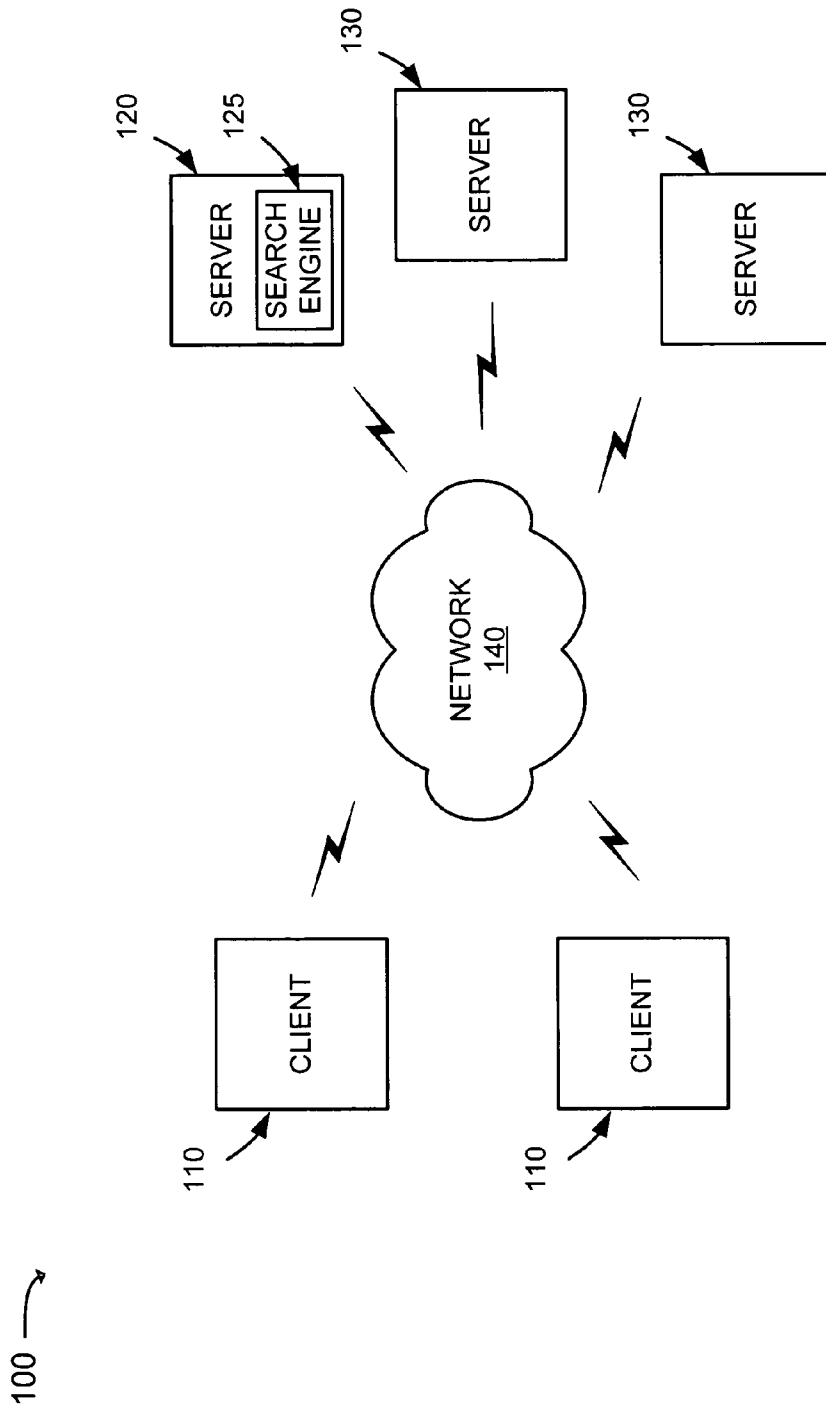 100
110
CLIENT
110
CLIENT
NETWORK
140
120
SERVER
125
SEARCH
ENGINE
130
SERVER
130
SERVER